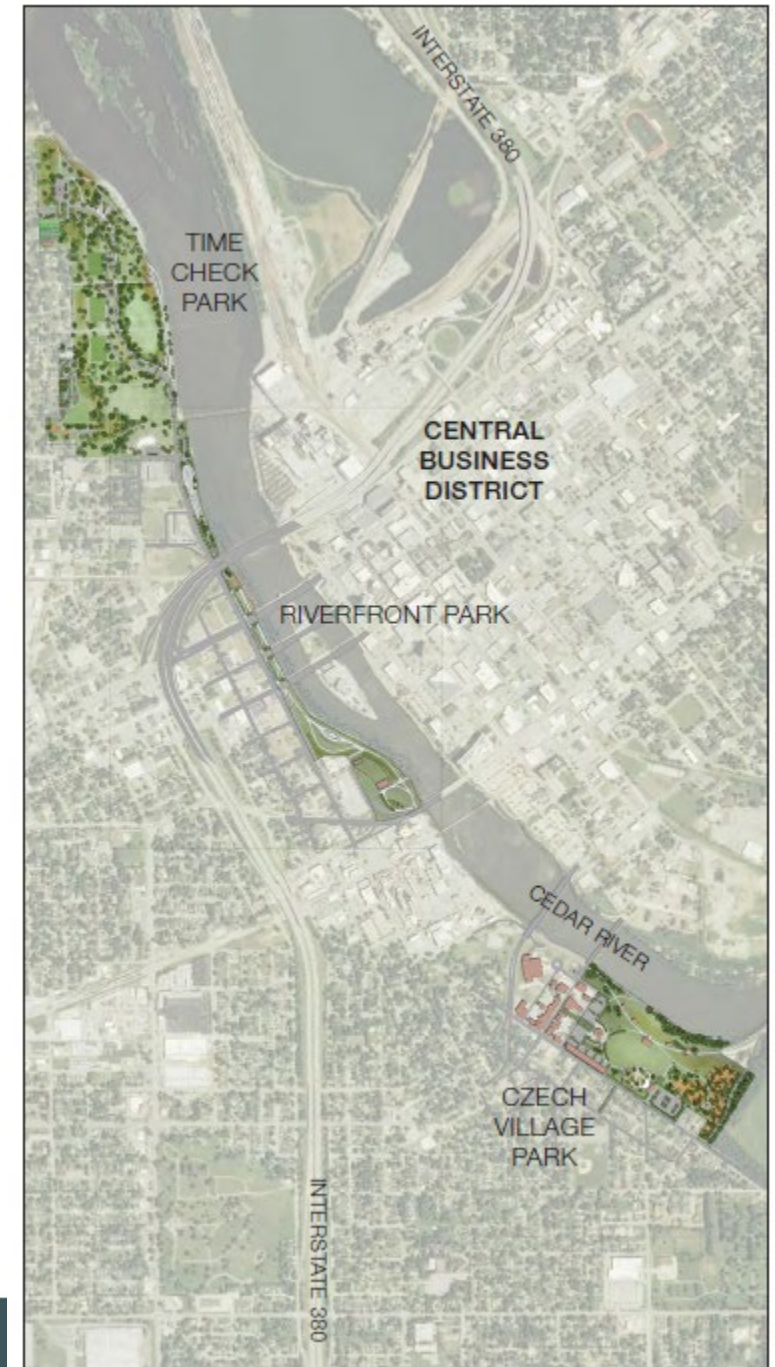 INTERSTATE 380
TIME
CHECK
PARK
CENTRAL
BUSINESS
DISTRICT
RIVERFRONT PARK
CEDAR RIVER
CZECH
VILLAGE
PARK
INTERSTATE 380